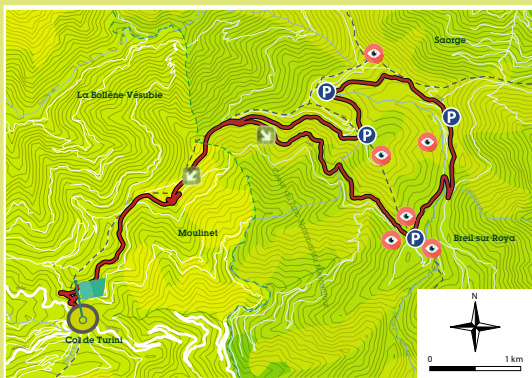 Saorge
La Bollène Vésubie
P
P
P
Moulinet
P
Breil-sur-Roya
Col de Turini
N
0 1 km